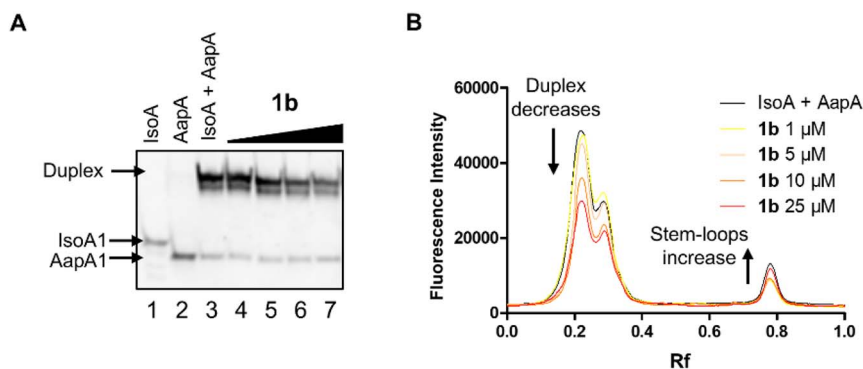 A
IsoA
AapA
IsoA + AapA
1b
Duplex
IsoA1
AapA1
1 2 3 4 5 6 7
B
Fluorescence Intensity
60000
40000
20000
0
Duplex
decreases
IsoA + AapA
1b 1 µM
1b 5 µM
1b 10 µM
1b 25 µM
Stem-loops
increase
0.0 0.2 0.4 0.6 0.8 1.0
Rf